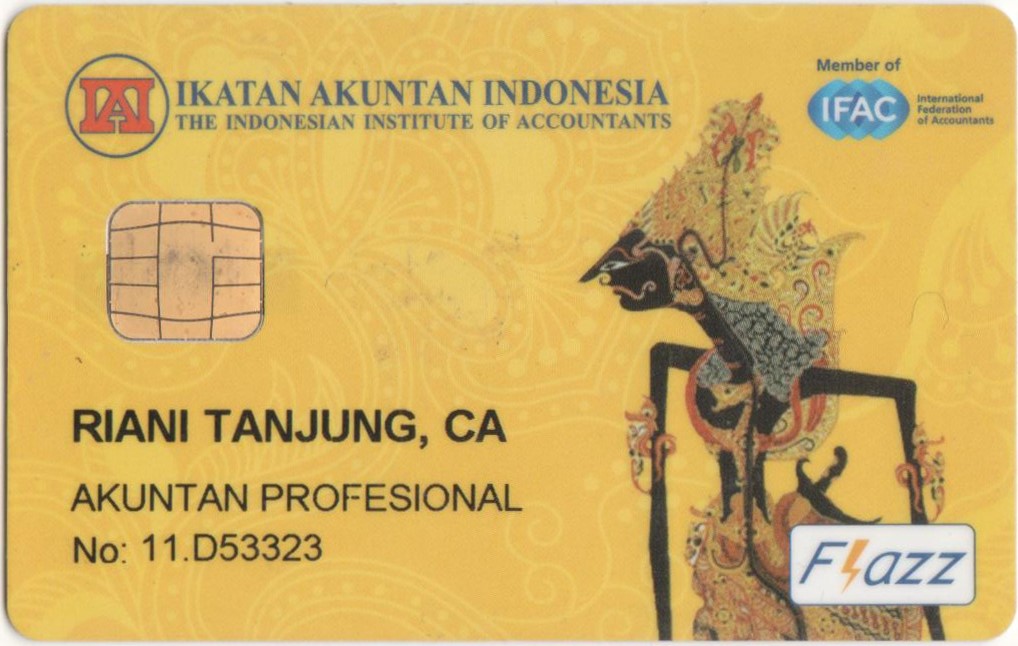 IAI
IKATAN AKUNTAN INDONESIA
THE INDONESIAN INSTITUTE OF ACCOUNTANTS
Member of
IFAC
International
Federation
of Accountants
RIANI TANJUNG, CA
AKUNTAN PROFESIONAL
No: 11.D53323
Flazz